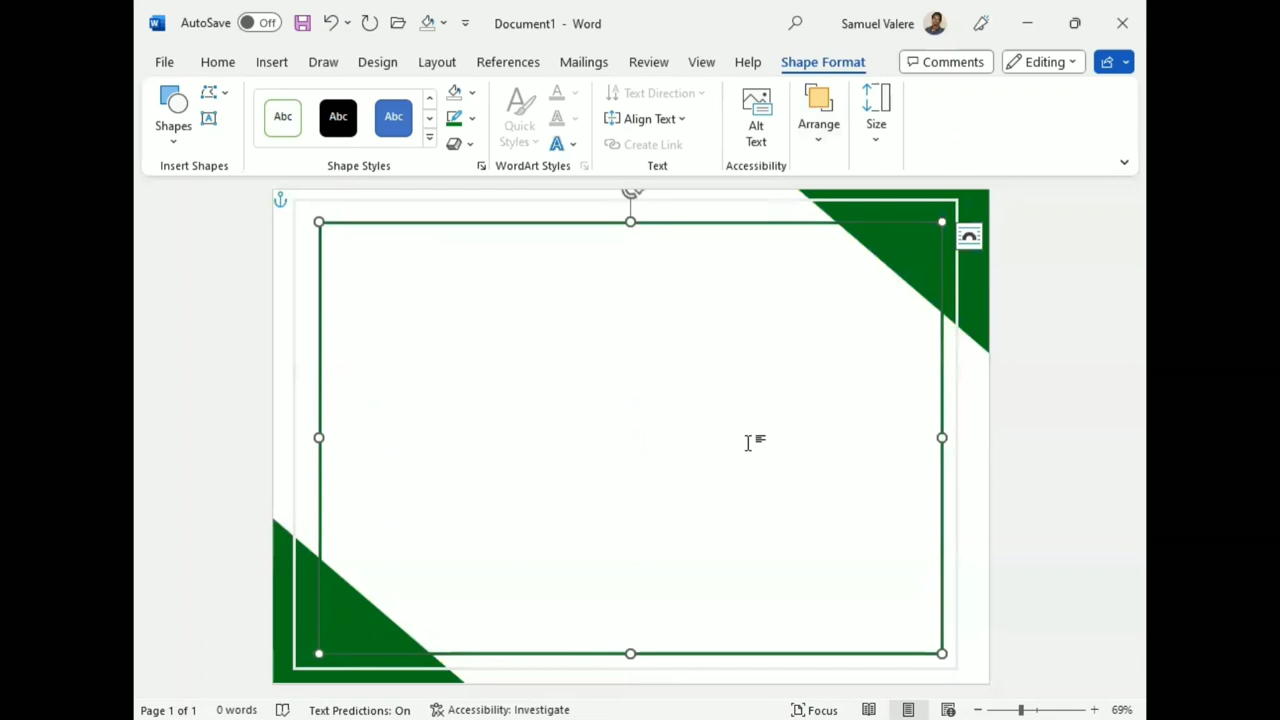 AutoSave Off Document1 - Word Samuel Valere
File Home Insert Draw Design Layout References Mailings Review View Help Shape Format Comments Editing
Shapes
Insert Shapes
Abc Abc Abc
Shape Styles
Quick
Styles
WordArt Styles
Text Direction
Align Text
Create Link
Text
Alt
Text
Accessibility
Arrange
Size
Page 1 of 1 0 words Text Predictions: On Accessibility: Investigate Focus 69%